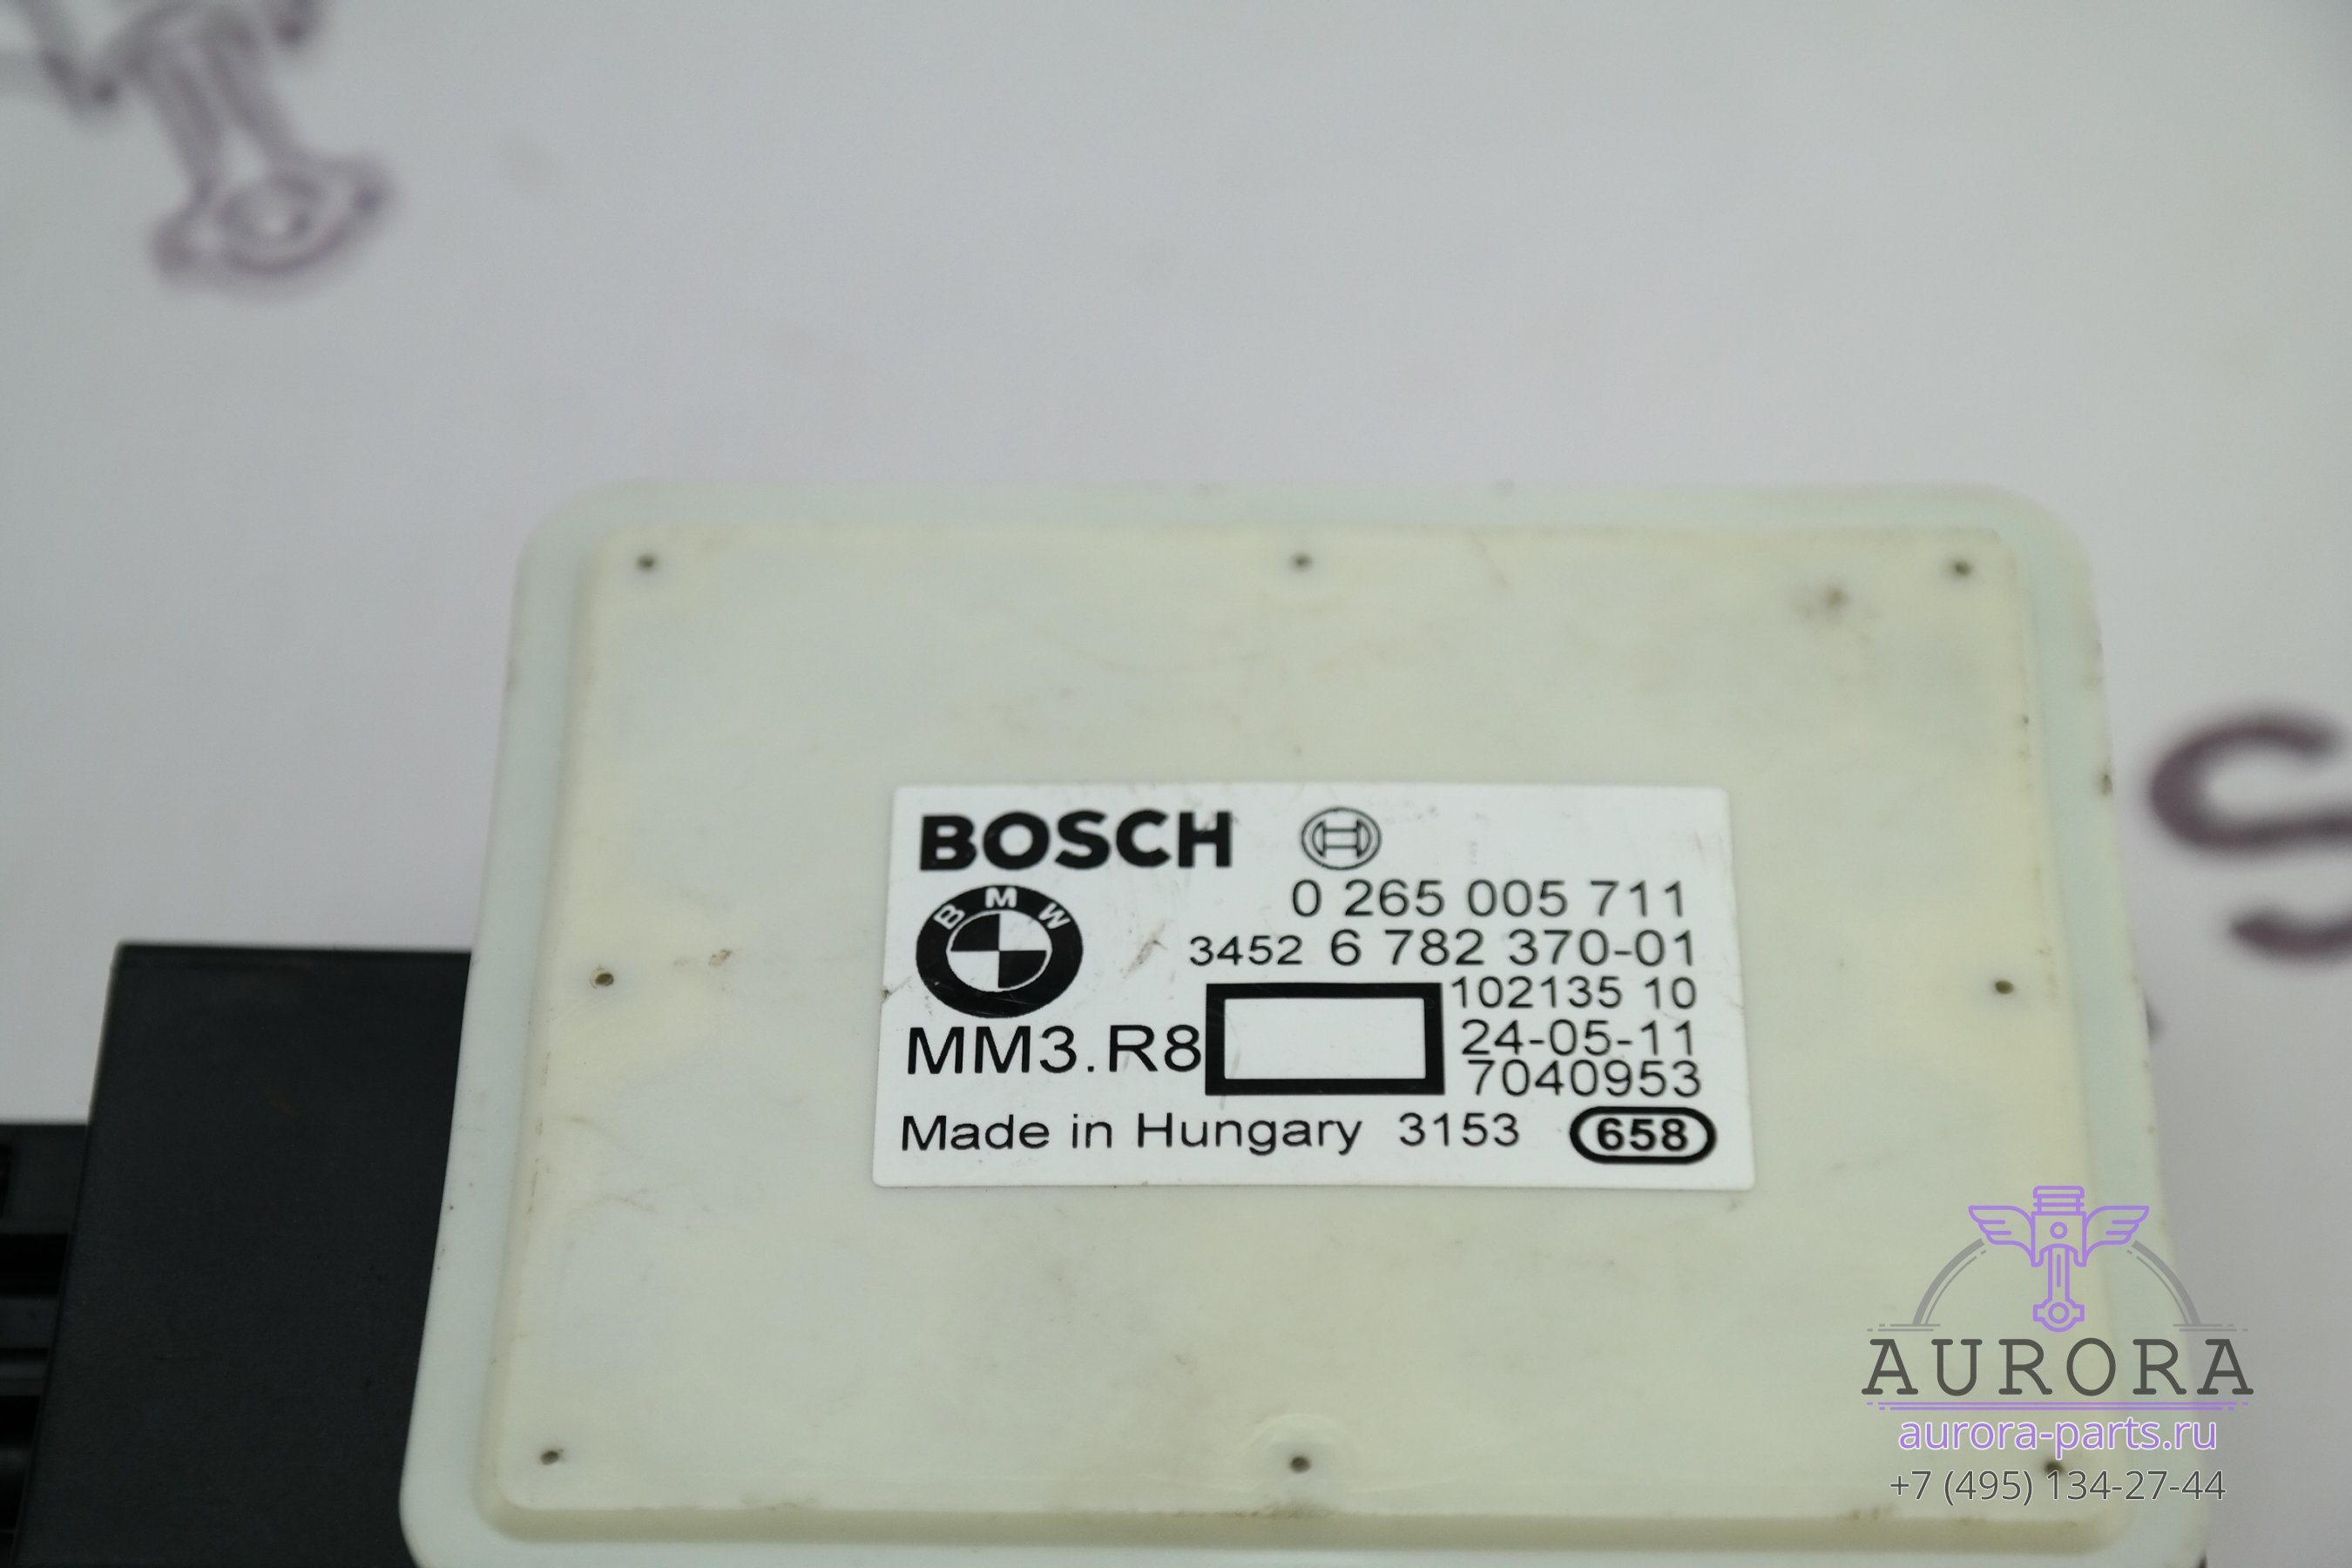 BOSCH
0 265 005 711
BMW
3452 6 782 370-01
102135 10
24-05-11
MM3.R8
7040953
Made in Hungary 3153 658
S
AURORA
aurora-parts.ru
+7 (495) 134-27-44